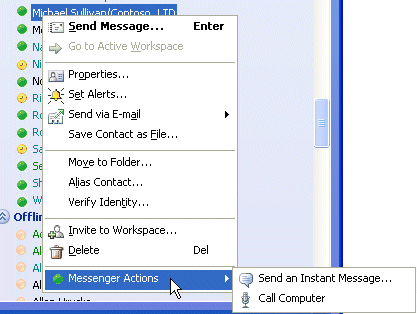 Michael Sullivan(Contoso, LTD
Send Message... Enter
Go to Active Workspace
Properties...
Set Alerts...
Send via E-mail
Save Contact as File...
Move to Folder...
Alias Contact...
Verify Identity...
Invite to Workspace...
Offlin
Delete Del
Messenger Actions
Send an Instant Message...
Call Computer